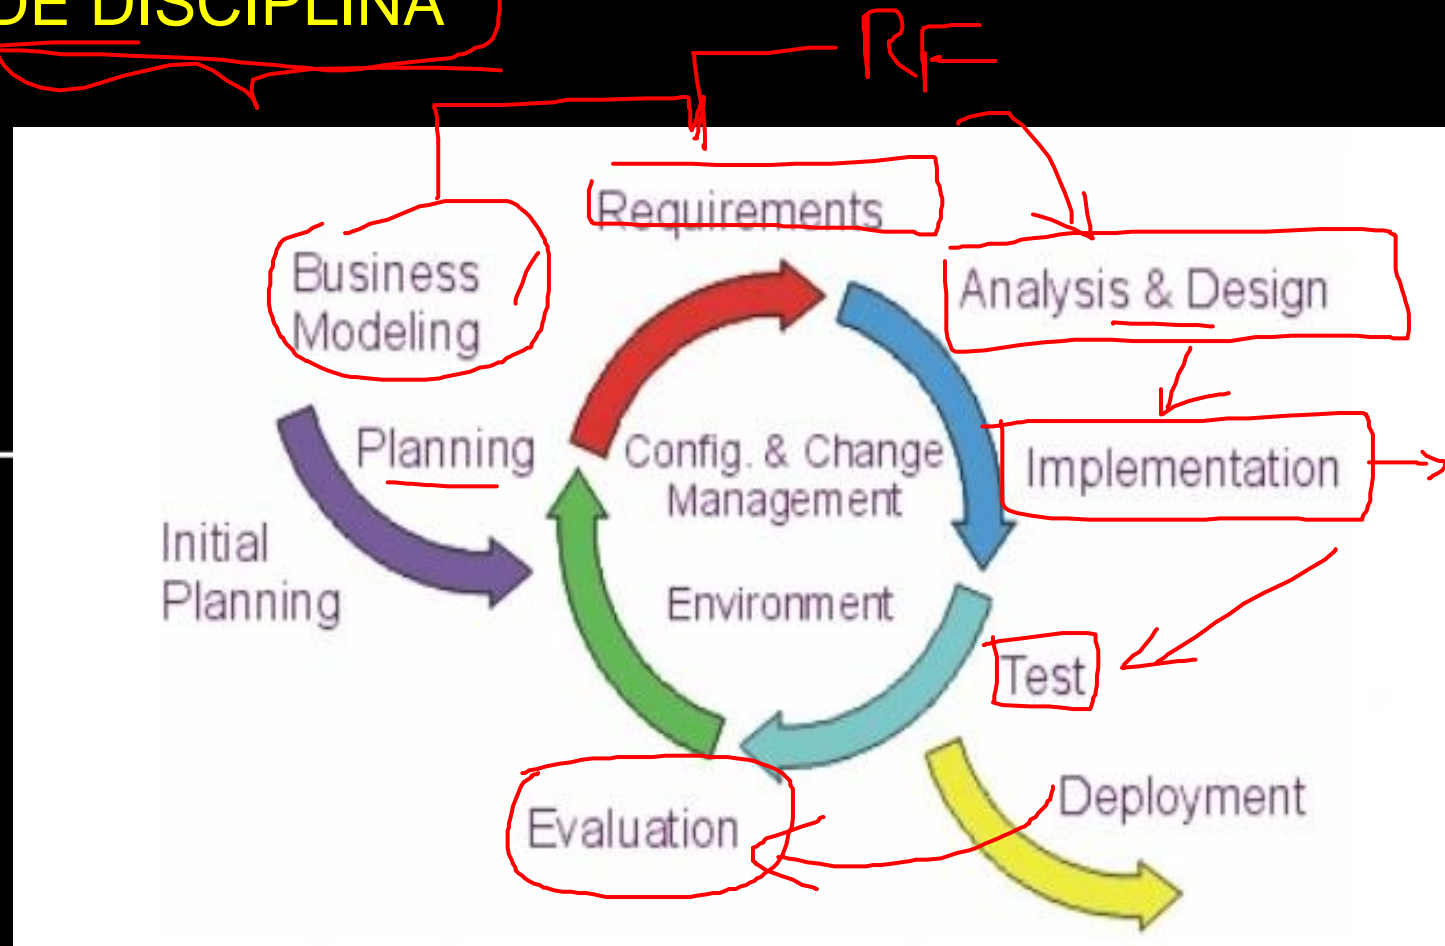 DE DISCIPLINA
RF
Requirements
Business
Modeling
Analysis & Design
Planning
Config. & Change
Management
Implementation
Initial
Planning
Environment
Test
Deployment
Evaluation